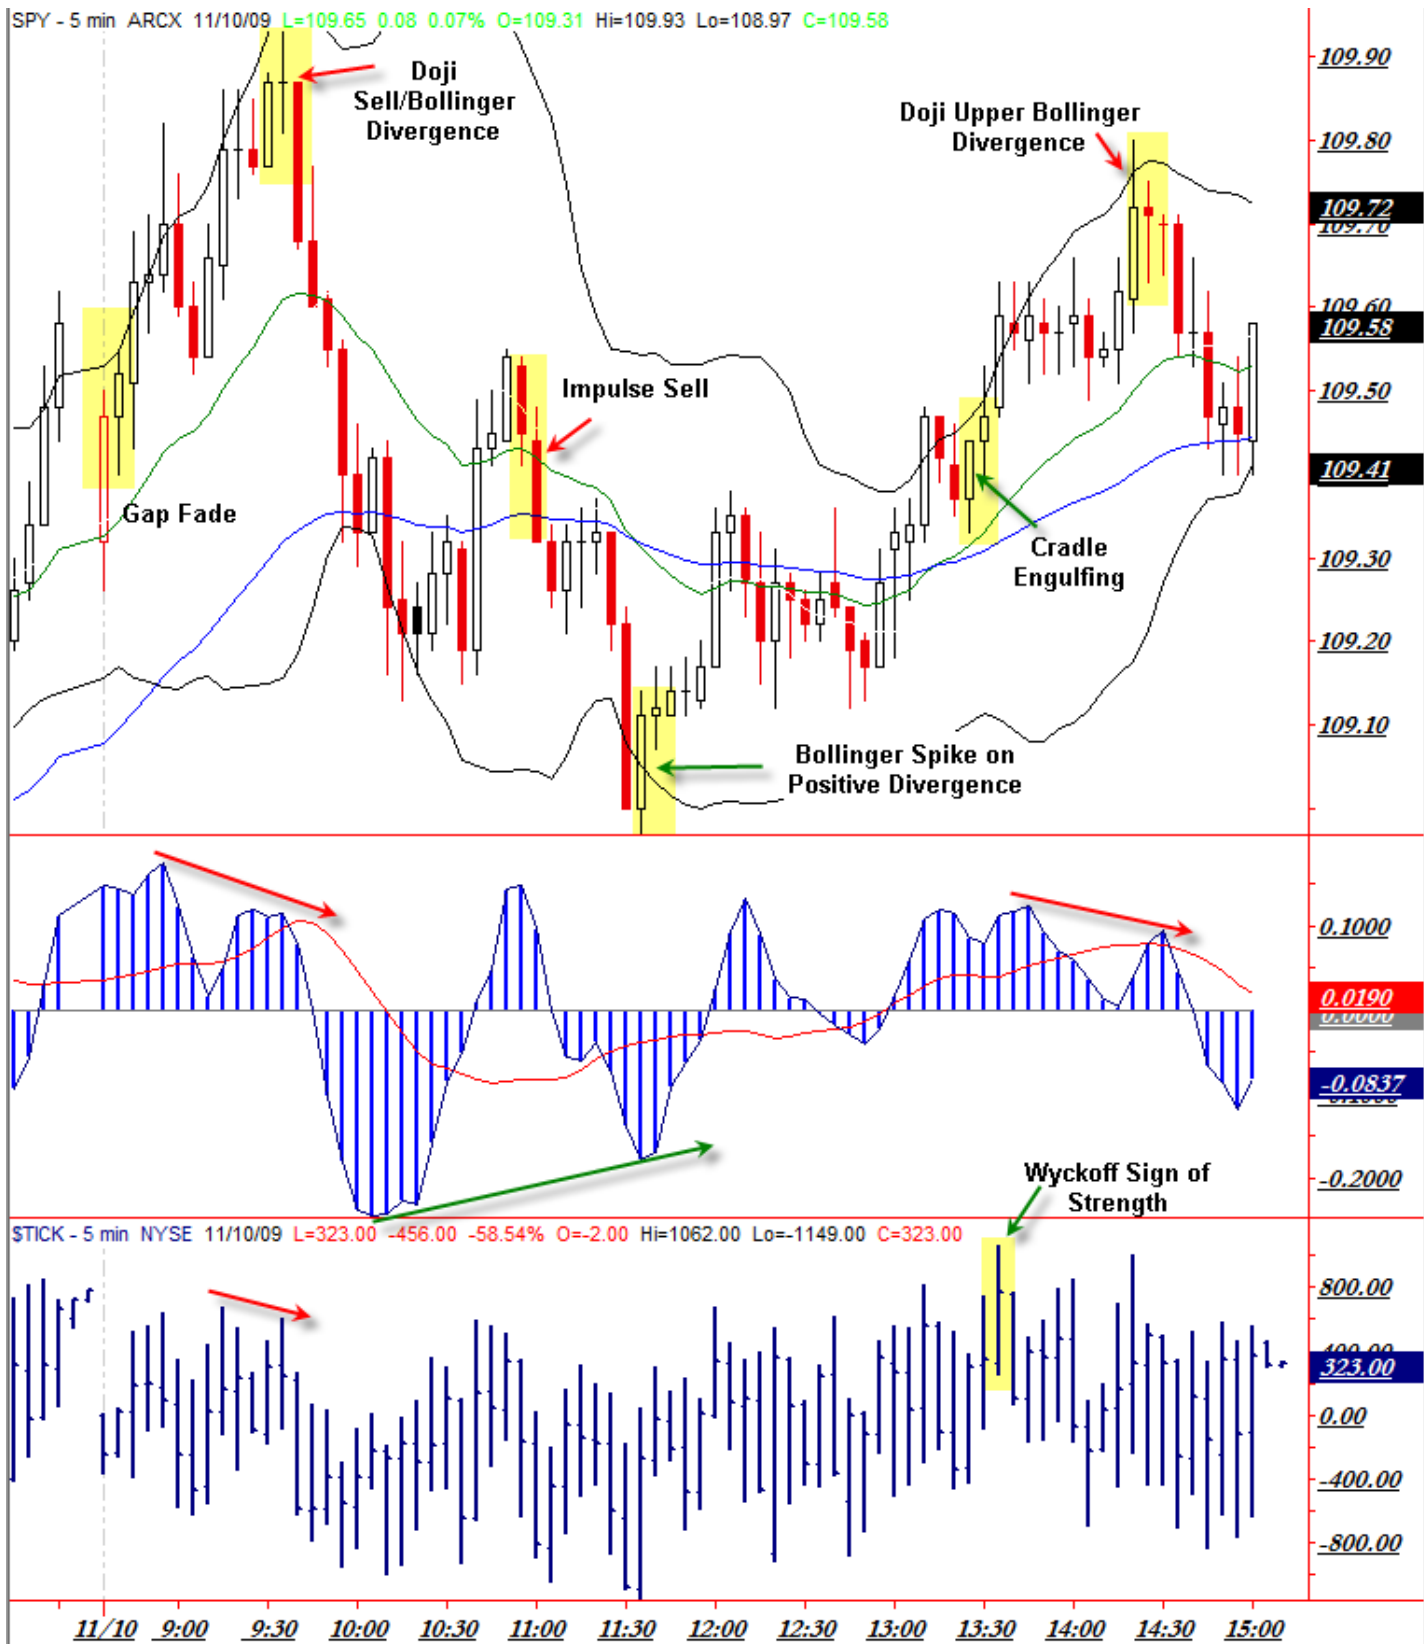 SPY - 5 min ARCX 11/10/09 L=109.65 0.08 0.07% O=109.31 Hi=109.93 Lo=108.97 C=109.58
Doji
Sell/Bollinger
Divergence
Doji Upper Bollinger
Divergence
Impulse Sell
Gap Fade
Cradle
Engulfing
Bollinger Spike on
Positive Divergence
109.90
109.80
109.72
109.70
109.60
109.58
109.50
109.41
109.30
109.20
109.10
0.1000
0.0190
0.0000
-0.0837
-0.1000
-0.2000
Wyckoff Sign of
Strength
$TICK - 5 min NYSE 11/10/09 L=323.00 -456.00 -58.54% O=-2.00 Hi=1062.00 Lo=-1149.00 C=323.00
800.00
400.00
323.00
0.00
-400.00
-800.00
11/10 9:00 9:30 10:00 10:30 11:00 11:30 12:00 12:30 13:00 13:30 14:00 14:30 15:00